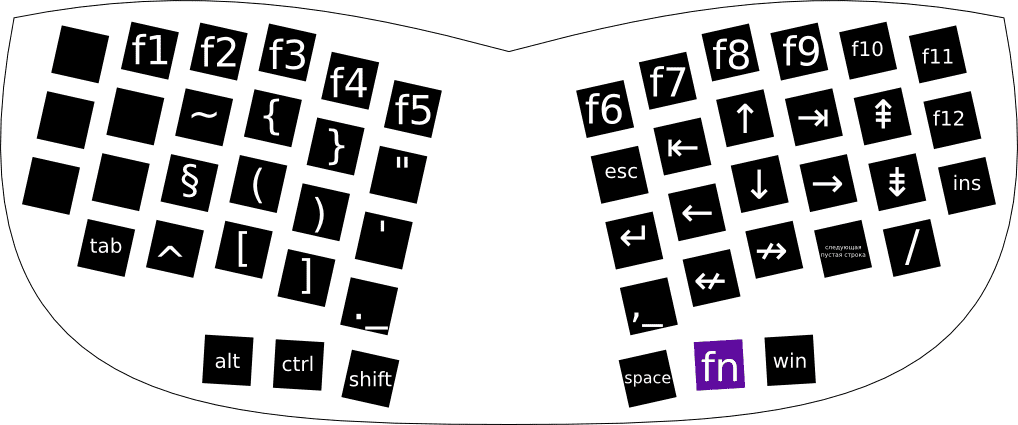 f1 f2 f3 f4 f5 f6 f7 f8 f9 f10 f11
~ { } " esc ⇤ ↑ ⇥ ⇞ f12
§ ( ) ' ↵ ← ↓ → ⇟ ins
tab ^ [ ] ._ ,_ ↚ ↛ следующая
пустая строка /
alt ctrl shift space fn win